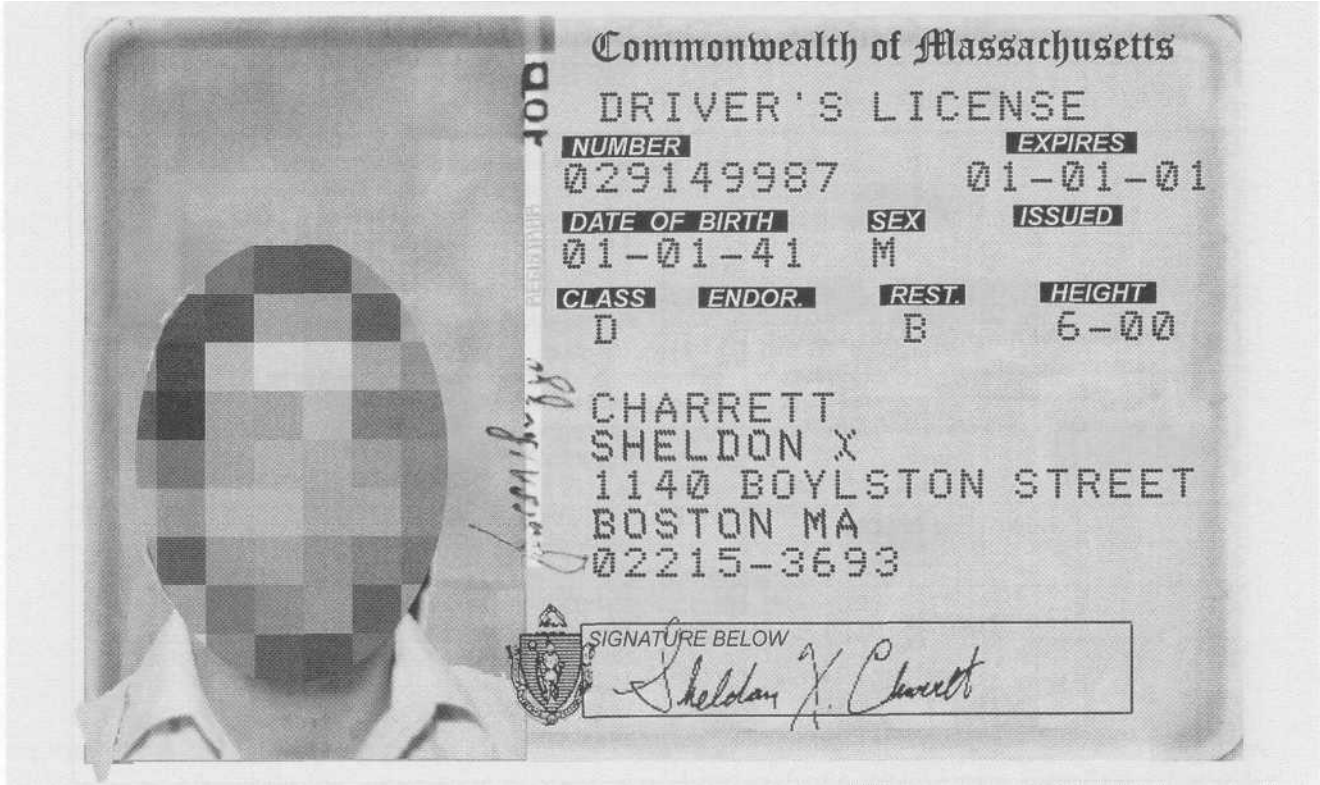 Commonwealth of Massachusetts
DRIVER'S LICENSE
NUMBER EXPIRES
029149987 01-01-01
DATE OF BIRTH SEX ISSUED
01-01-41 M
CLASS ENDOR. REST. HEIGHT
D B 6-00
CHARRETT
SHELDON X
1140 BOYLSTON STREET
BOSTON MA
02215-3693
SIGNATURE BELOW
Sheldon X. Charrett
REGISTRAR